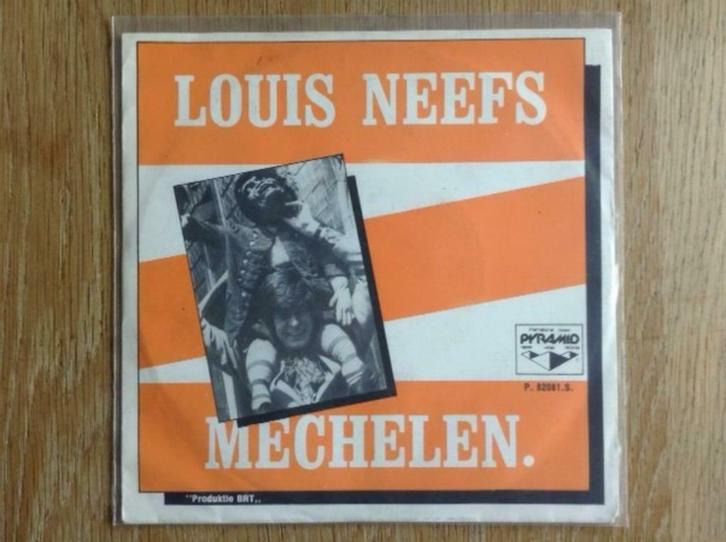 LOUIS NEEFS
PYRAMID
P. 82081.S.
MECHELEN.
''Produktie BRT,,